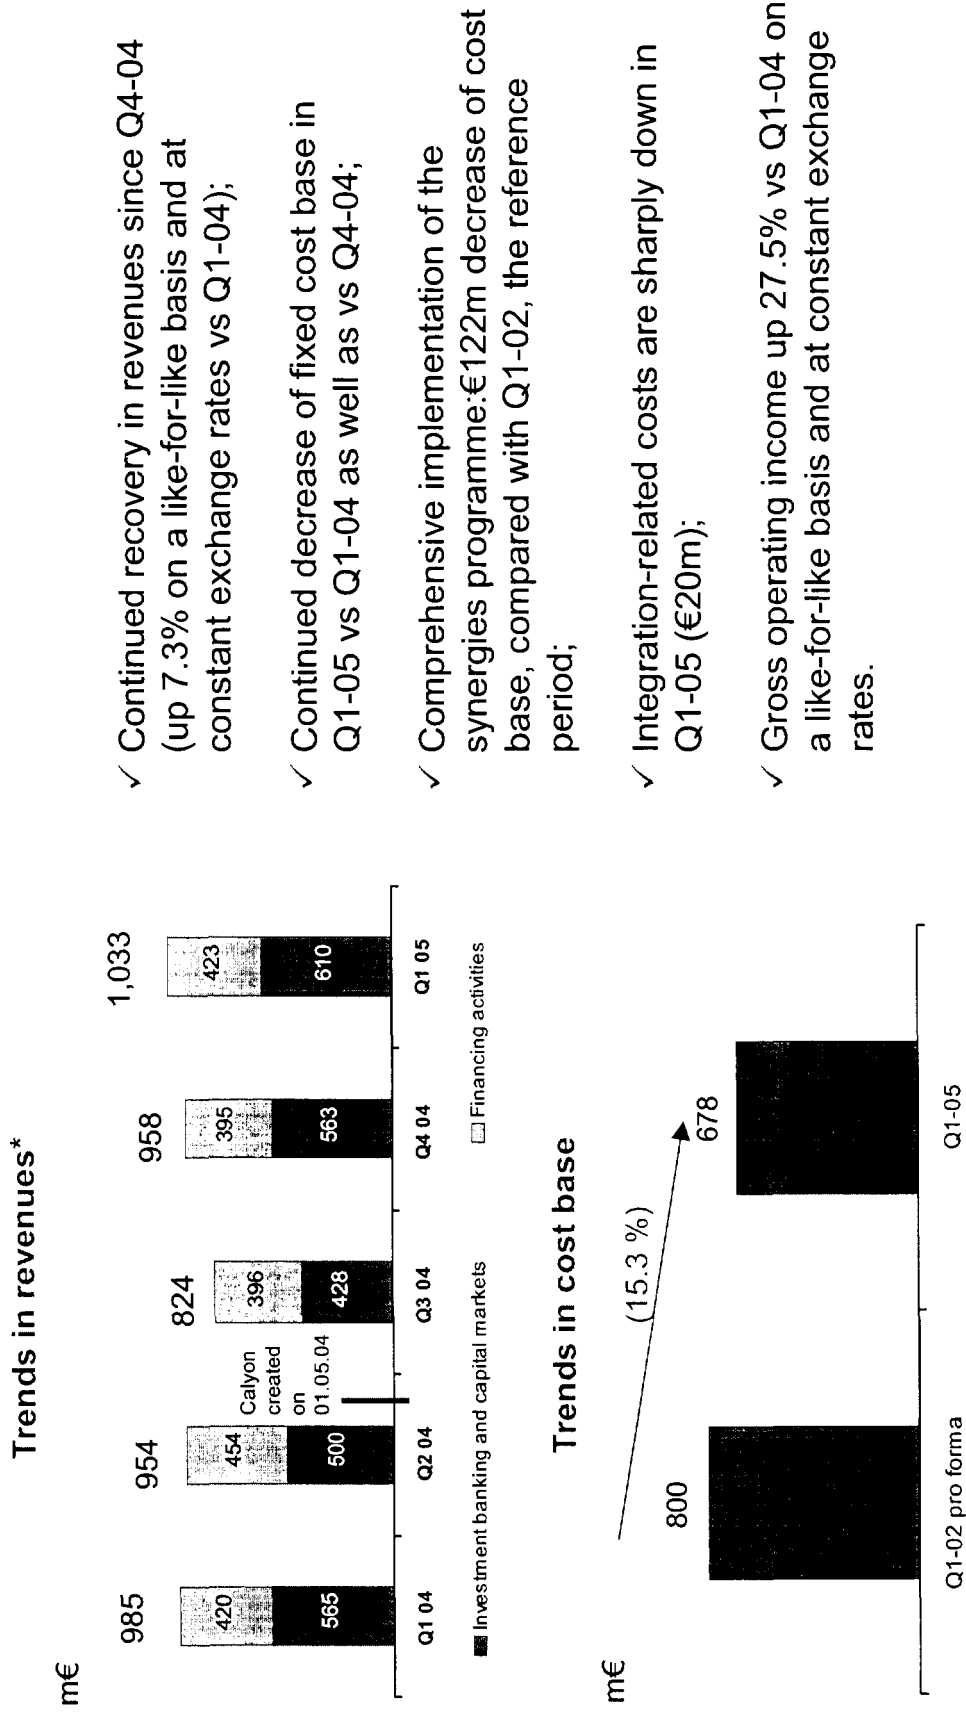 Trends in revenues*
m€
985
954
824
958
1,033
420
454
396
395
423
565
500
428
563
610
Calyon
created
on
01.05.04
Q1 04
Q2 04
Q3 04
Q4 04
Q1 05
Investment banking and capital markets
Financing activities
Trends in cost base
m€
(15.3 %)
800
678
Q1-02 pro forma
Q1-05
✓ Continued recovery in revenues since Q4-04
(up 7.3% on a like-for-like basis and at
constant exchange rates vs Q1-04);
✓ Continued decrease of fixed cost base in
Q1-05 vs Q1-04 as well as vs Q4-04;
✓ Comprehensive implementation of the
synergies programme:€122m decrease of cost
base, compared with Q1-02, the reference
period;
✓ Integration-related costs are sharply down in
Q1-05 (€20m);
✓ Gross operating income up 27.5% vs Q1-04 on
a like-for-like basis and at constant exchange
rates.